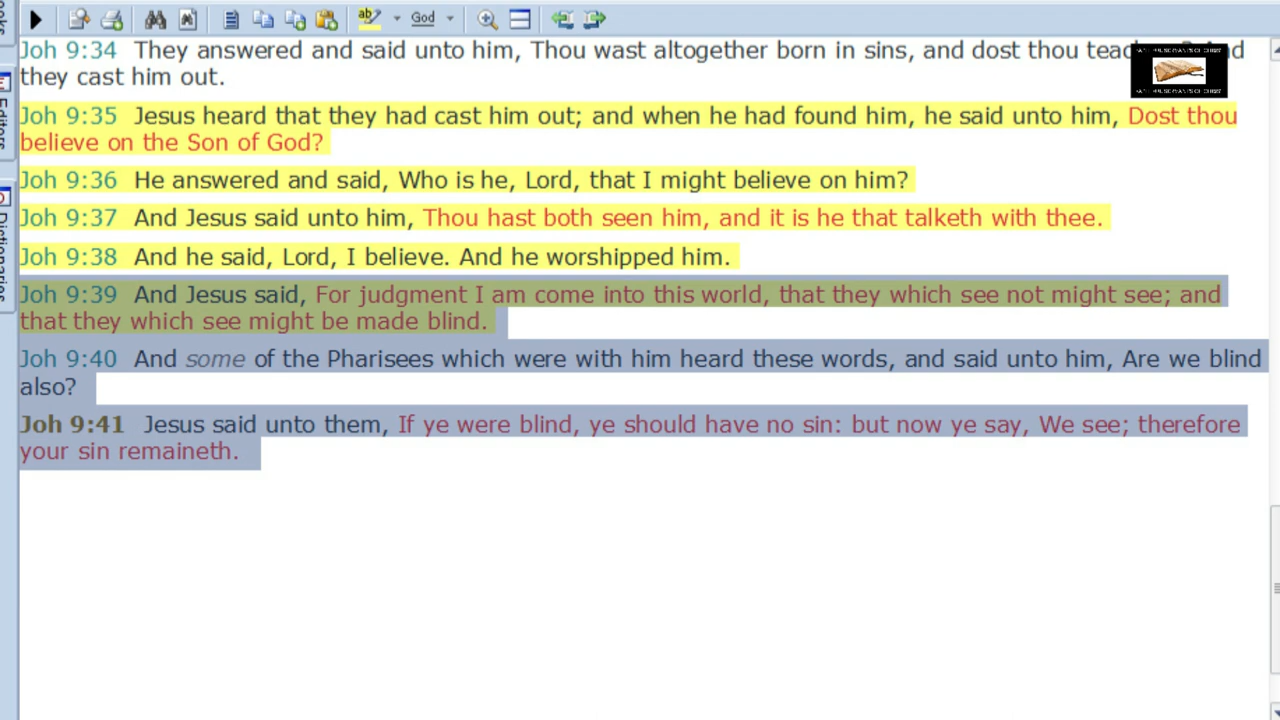 God
Joh 9:34 They answered and said unto him, Thou wast altogether born in sins, and dost thou
they cast him out.
Joh 9:35 Jesus heard that they had cast him out; and when he had found him, he said unto him, Dost thou
believe on the Son of God?
Joh 9:36 He answered and said, Who is he, Lord, that I might believe on him?
Joh 9:37 And Jesus said unto him, Thou hast both seen him, and it is he that talketh with thee.
Joh 9:38 And he said, Lord, I believe. And he worshipped him.
Joh 9:39 And Jesus said, For judgment I am come into this world, that they which see not might see; and
that they which see might be made blind.
Joh 9:40 And some of the Pharisees which were with him heard these words, and said unto him, Are we blind
also?
Joh 9:41 Jesus said unto them, If ye were blind, ye should have no sin: but now ye say, We see; therefore
your sin remaineth.
Editors
Dictionaries